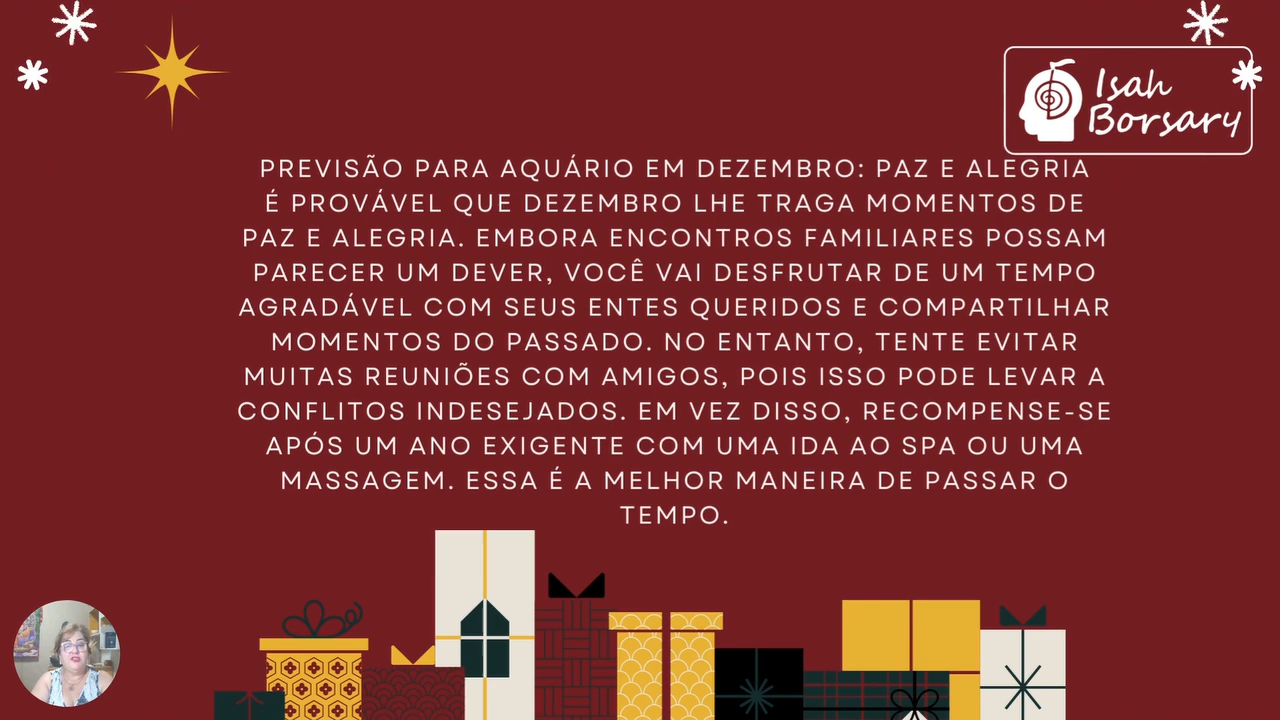 Isah
Borsary
PREVISÃO PARA AQUÁRIO EM DEZEMBRO: PAZ E ALEGRIA
É PROVÁVEL QUE DEZEMBRO LHE TRAGA MOMENTOS DE
PAZ E ALEGRIA. EMBORA ENCONTROS FAMILIARES POSSAM
PARECER UM DEVER, VOCÊ VAI DESFRUTAR DE UM TEMPO
AGRADÁVEL COM SEUS ENTES QUERIDOS E COMPARTILHAR
MOMENTOS DO PASSADO. NO ENTANTO, TENTE EVITAR
MUITAS REUNIÕES COM AMIGOS, POIS ISSO PODE LEVAR A
CONFLITOS INDESEJADOS. EM VEZ DISSO, RECOMPENSE-SE
APÓS UM ANO EXIGENTE COM UMA IDA AO SPA OU UMA
MASSAGEM. ESSA É A MELHOR MANEIRA DE PASSAR O
TEMPO.